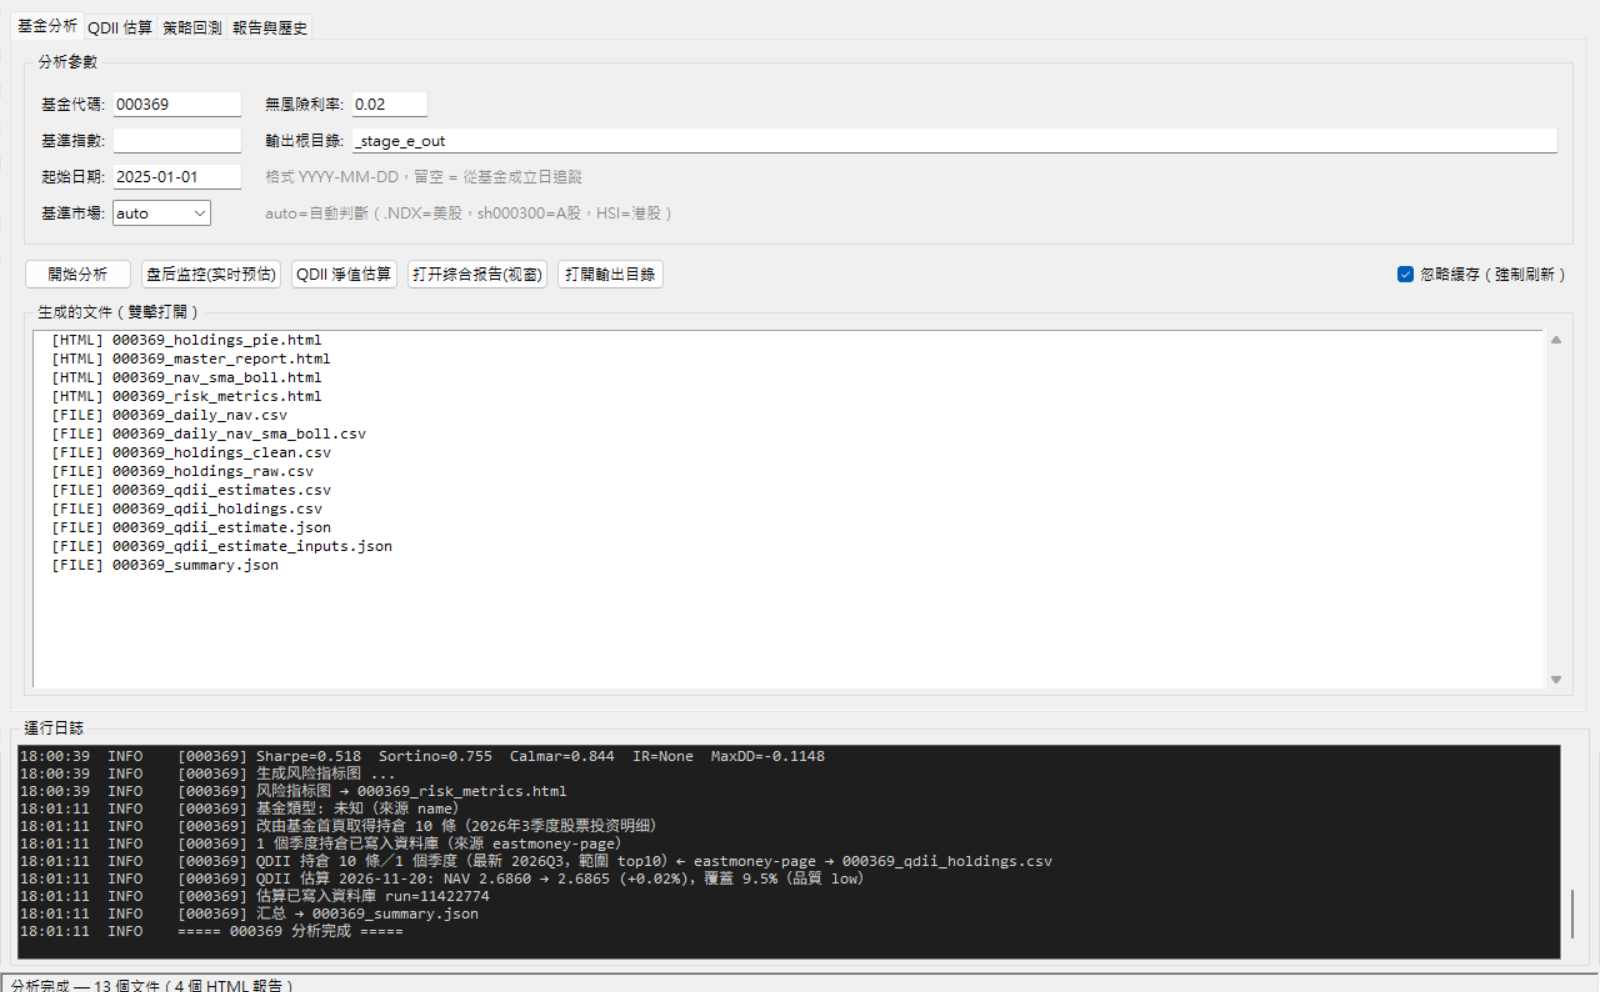 基金分析 QDII 估算 策略回測 報告與歷史
分析參數
基金代碼: 000369 無風險利率: 0.02
基準指數: 輸出根目錄: _stage_e_out
起始日期: 2025-01-01 格式 YYYY-MM-DD，留空 = 從基金成立日追蹤
基準市場: auto auto=自動判斷（.NDX=美股，sh000300=A股，HSI=港股）
開始分析 盘后监控(实时预估) QDII 淨值估算 打开综合报告(视窗) 打開輸出目錄 忽略緩存（強制刷新）
生成的文件（雙擊打開）
[HTML] 000369_holdings_pie.html
[HTML] 000369_master_report.html
[HTML] 000369_nav_sma_boll.html
[HTML] 000369_risk_metrics.html
[FILE] 000369_daily_nav.csv
[FILE] 000369_daily_nav_sma_boll.csv
[FILE] 000369_holdings_clean.csv
[FILE] 000369_holdings_raw.csv
[FILE] 000369_qdii_estimates.csv
[FILE] 000369_qdii_holdings.csv
[FILE] 000369_qdii_estimate.json
[FILE] 000369_qdii_estimate_inputs.json
[FILE] 000369_summary.json
運行日誌
18:00:39 INFO [000369] Sharpe=0.518 Sortino=0.755 Calmar=0.844 IR=None MaxDD=-0.1148
18:00:39 INFO [000369] 生成风险指标图 ...
18:00:39 INFO [000369] 风险指标图 → 000369_risk_metrics.html
18:01:11 INFO [000369] 基金類型: 未知（來源 name）
18:01:11 INFO [000369] 改由基金首頁取得持倉 10 條（2026年3季度股票投资明细）
18:01:11 INFO [000369] 1 個季度持倉已寫入資料庫（來源 eastmoney-page）
18:01:11 INFO [000369] QDII 持倉 10 條／1 個季度（最新 2026Q3，範圍 top10）← eastmoney-page → 000369_qdii_holdings.csv
18:01:11 INFO [000369] QDII 估算 2026-11-20: NAV 2.6860 → 2.6865 (+0.02%)，覆蓋 9.5%（品質 low）
18:01:11 INFO [000369] 估算已寫入資料庫 run=11422774
18:01:11 INFO [000369] 汇总 → 000369_summary.json
18:01:11 INFO ===== 000369 分析完成 =====
分析完成 — 13 個文件（4 個 HTML 報告）